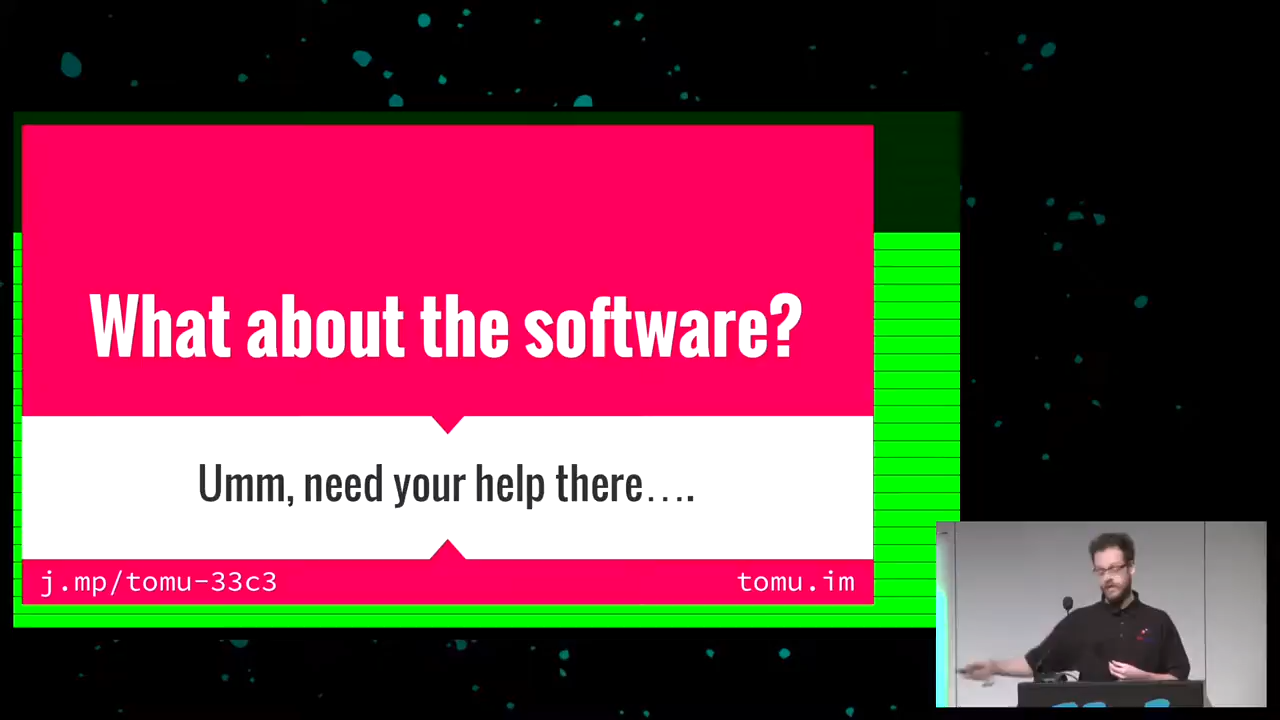 What about the software?
Umm, need your help there….
j.mp/tomu-33c3
tomu.im